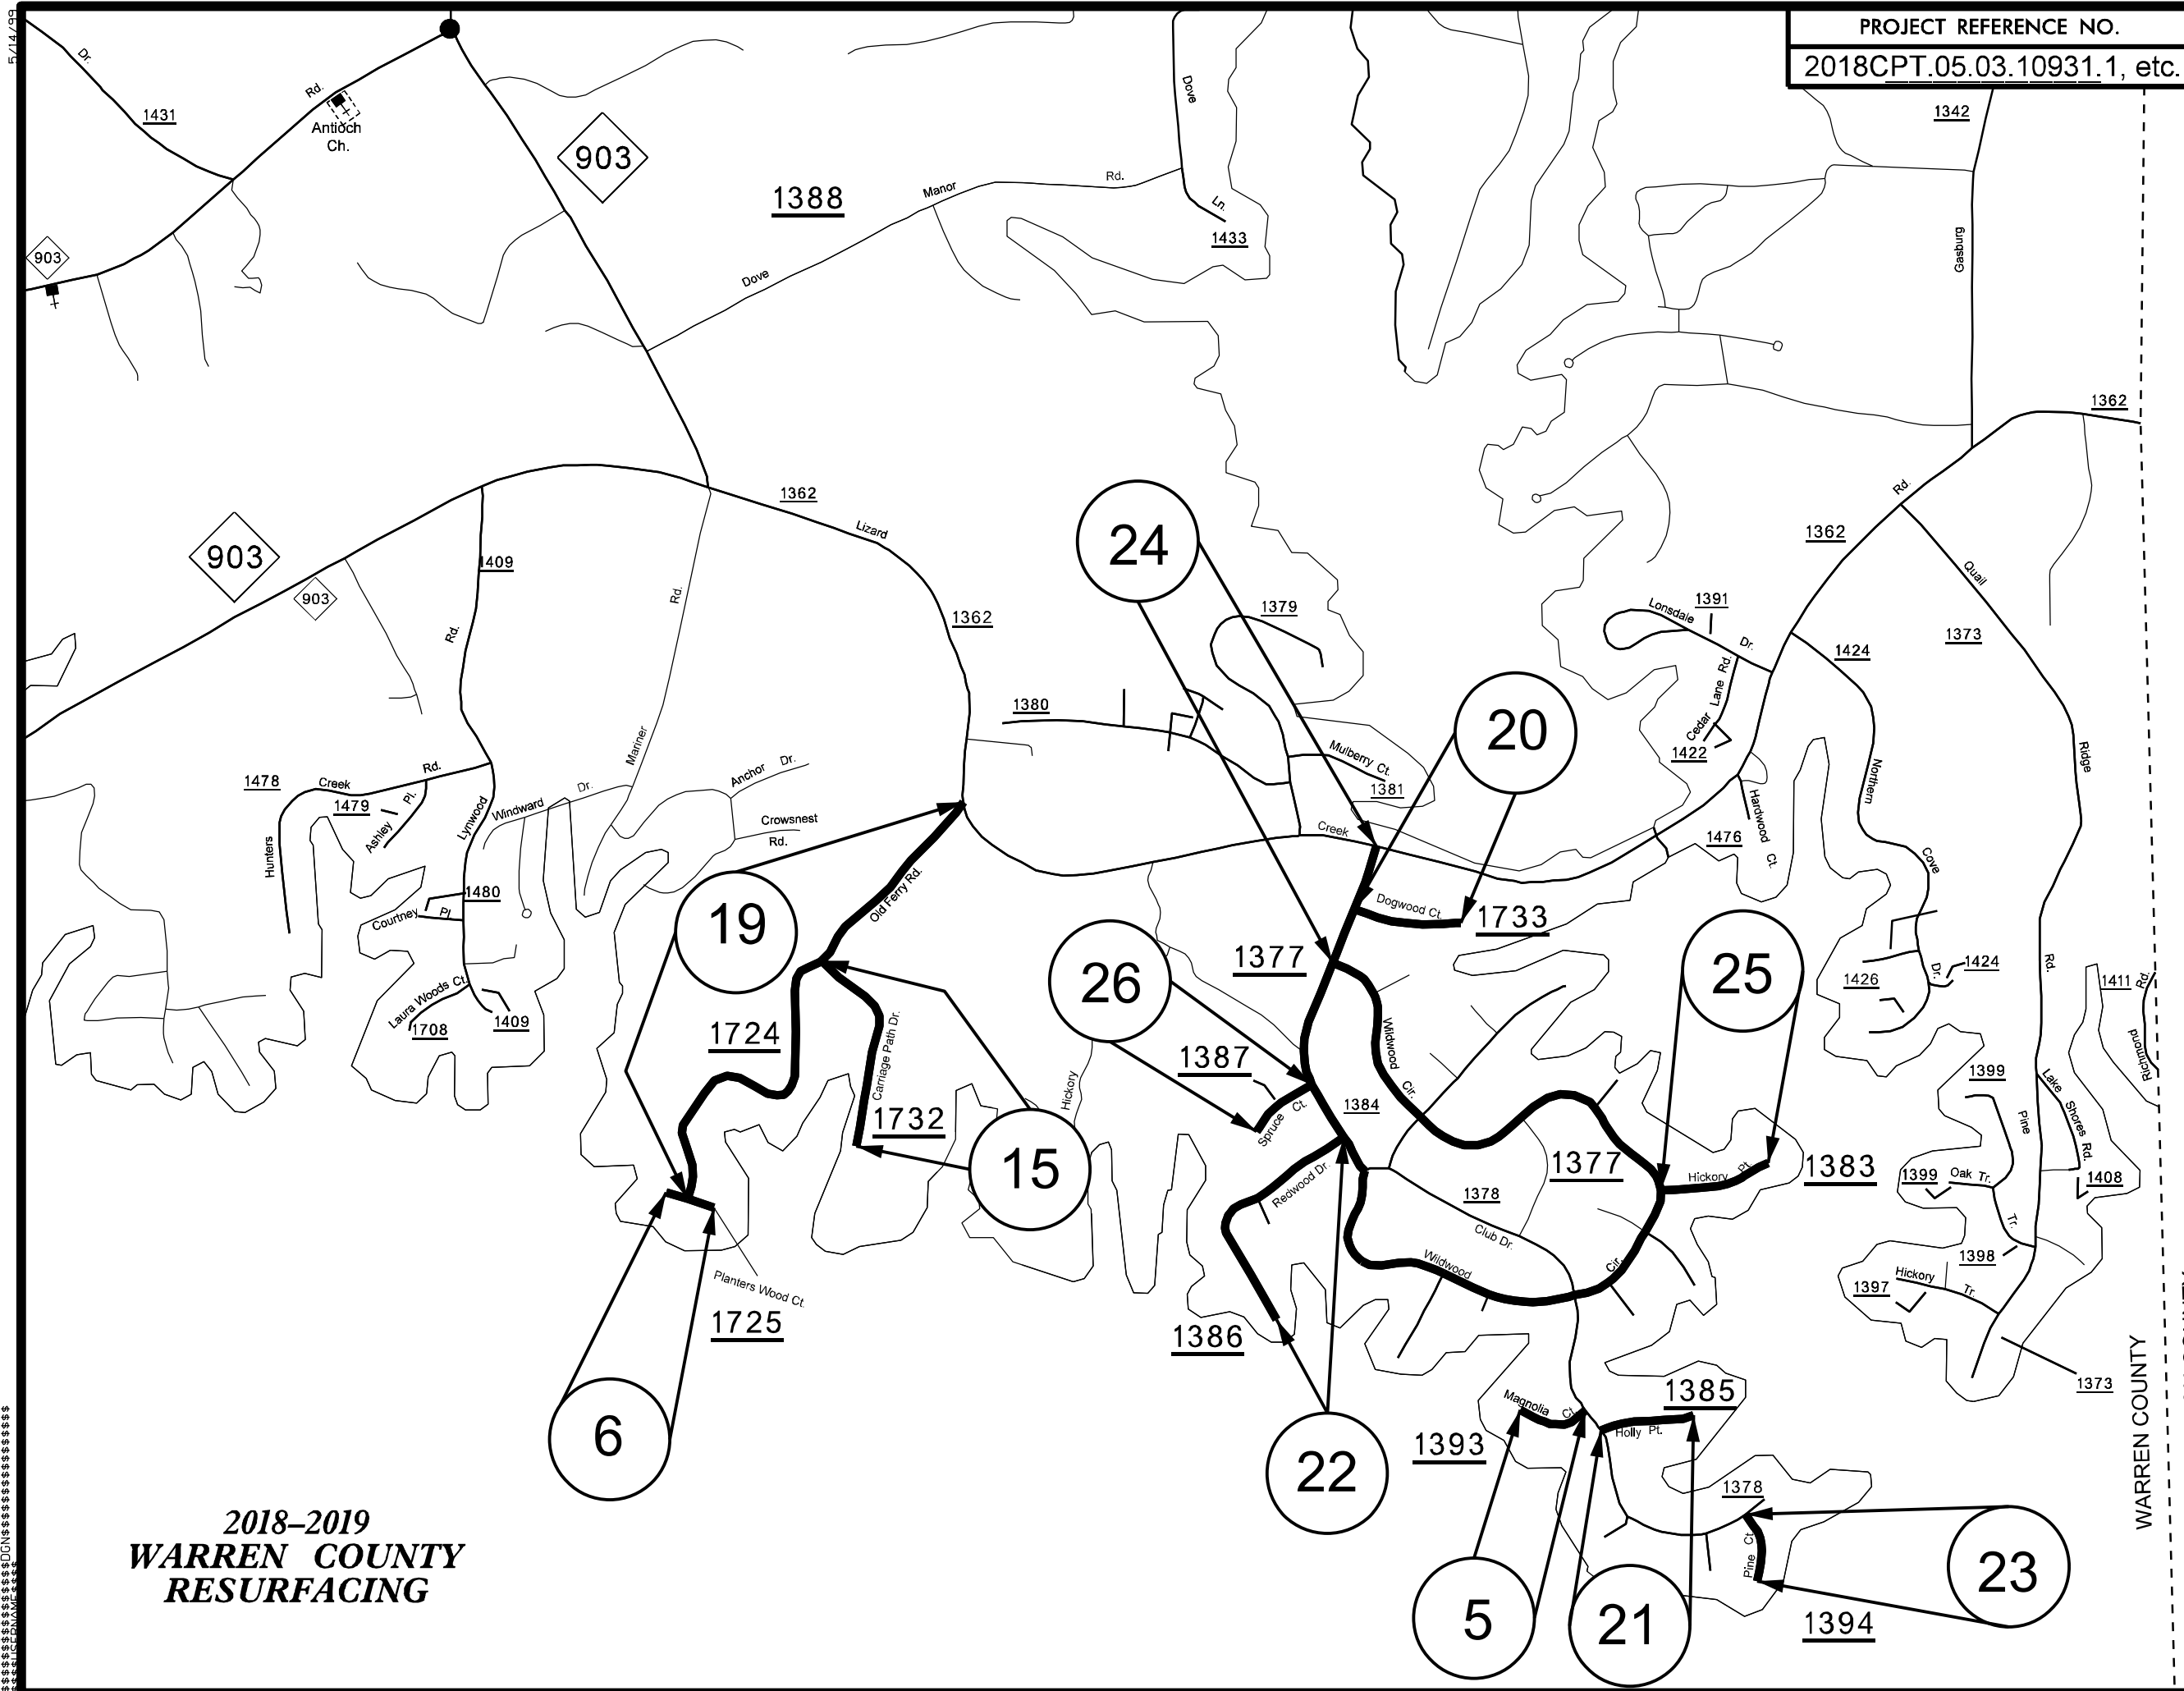 5/14/99
PROJECT REFERENCE NO.
2018CPT.05.03.10931.1, etc.
Dr.
1431
Rd.
Antioch
Ch.
903
903
1388
Dove
Manor
Rd.
Dove
Ln.
1433
1342
Gasburg
1362
903
903
1409
Rd.
1362
Lizard
1362
Rd.
Mariner
24
1379
1380
20
Mulberry Ct.
1381
Creek
Rd.
1362
Quail
1373
Ridge
Rd.
Lonsdale
1391
Dr.
Cedar Lane Rd.
1422
1424
Northern
Cove
Dr.
1424
1426
Hardwood Ct.
1476
1478
Creek
Rd.
1479
Ashley Pl.
Hunters
Lynwood
Windward
Dr.
Anchor Dr.
Crowsnest
Rd.
1480
Courtney Pl.
Laura Woods Ct.
1708
1409
19
Old Ferry Rd.
Dogwood Ct.
1733
1377
26
25
1724
Carriage Path Dr.
1732
15
Hickory
1387
Spruce Ct.
1384
Wildwood
Cir.
1377
Hickory Pt.
1383
Redwood Dr.
1378
Club Dr.
Wildwood
Cir.
1386
Planters Wood Ct.
1725
6
22
1411
Rd.
Richmond
1399
Pine
Lake Shores Rd.
1399
Oak Tr.
Tr.
1408
1398
Hickory
Tr.
1397
1373
1385
Magnolia Ct.
Holly Pt.
1393
1378
Pine Ct.
23
5
21
1394
WARREN COUNTY
2018–2019
WARREN COUNTY
RESURFACING